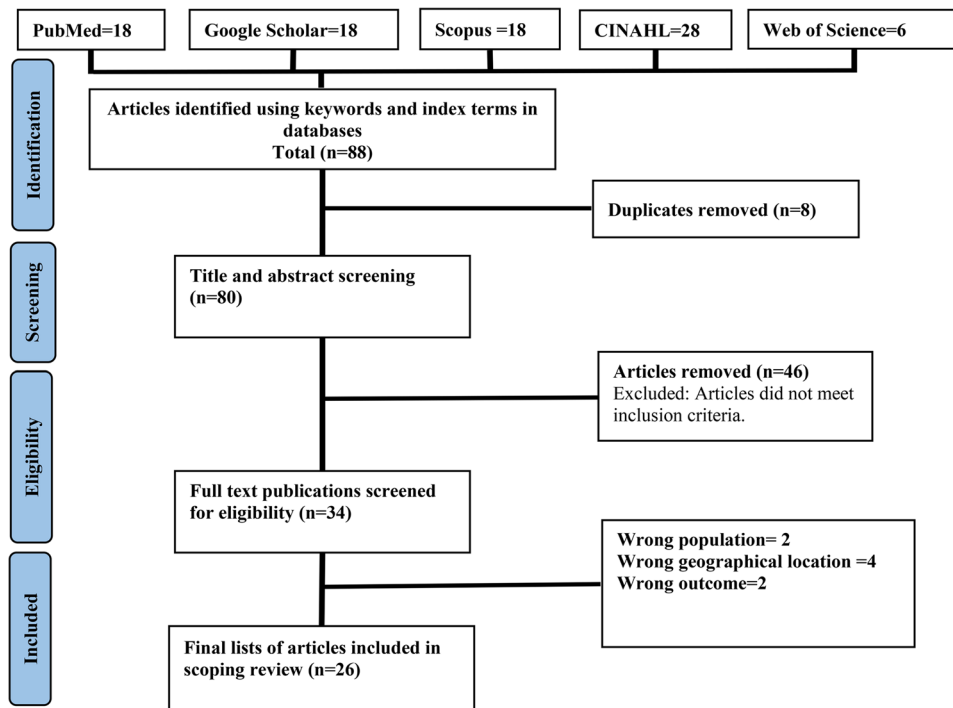 PubMed=18
Google Scholar=18
Scopus =18
CINAHL=28
Web of Science=6
Identification
Articles identified using keywords and index terms in
databases
Total (n=88)
Duplicates removed (n=8)
Screening
Title and abstract screening
(n=80)
Articles removed (n=46)
Excluded: Articles did not meet
inclusion criteria.
Eligibility
Full text publications screened
for eligibility (n=34)
Wrong population= 2
Wrong geographical location =4
Wrong outcome=2
Included
Final lists of articles included in
scoping review (n=26)